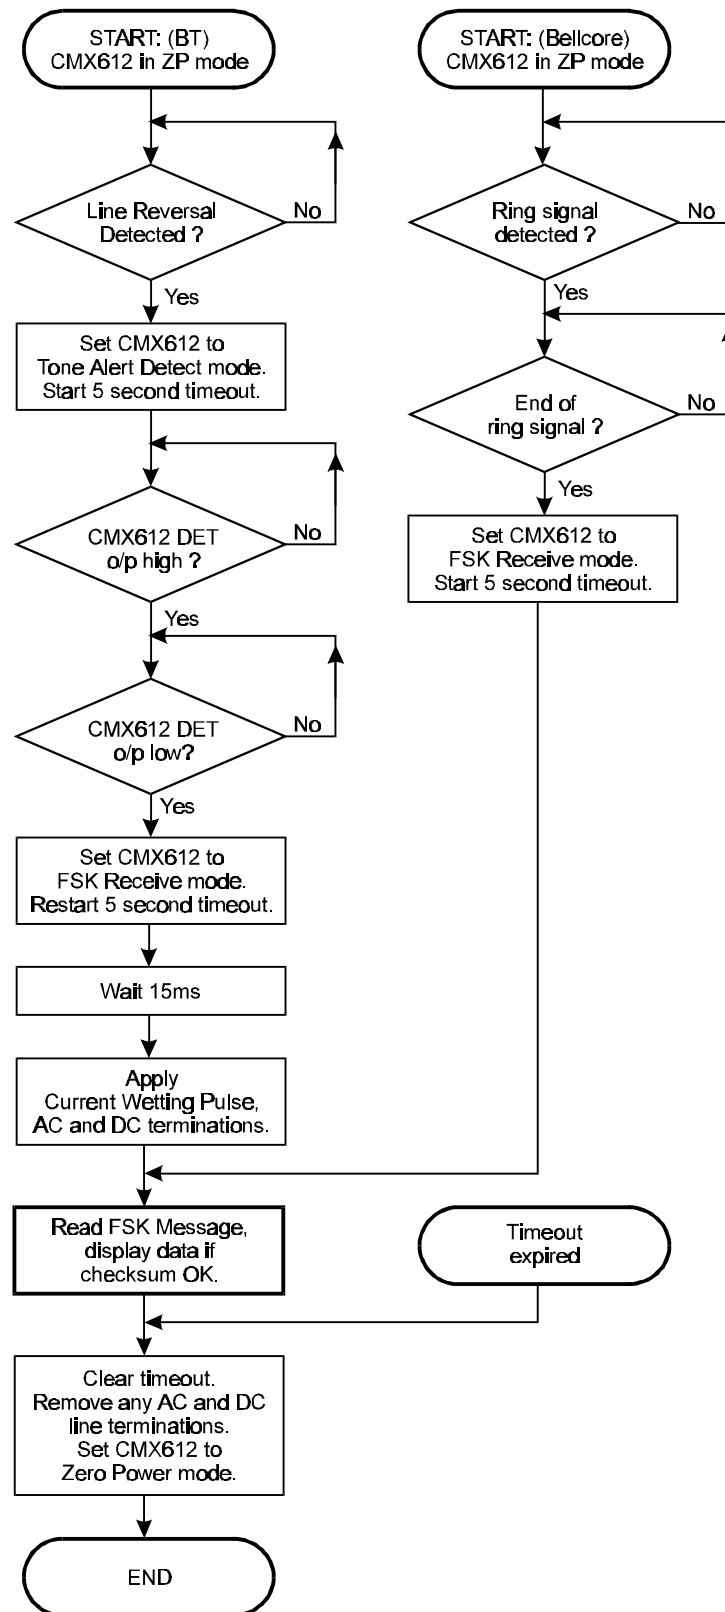 START: (BT)
CMX612 in ZP mode
Line Reversal
Detected ?
No
Yes
Set CMX612 to
Tone Alert Detect mode.
Start 5 second timeout.
CMX612 DET
o/p high ?
No
Yes
CMX612 DET
o/p low?
No
Yes
Set CMX612 to
FSK Receive mode.
Restart 5 second timeout.
Wait 15ms
Apply
Current Wetting Pulse,
AC and DC terminations.
START: (Bellcore)
CMX612 in ZP mode
Ring signal
detected ?
No
Yes
End of
ring signal ?
No
Yes
Set CMX612 to
FSK Receive mode.
Start 5 second timeout.
Read FSK Message,
display data if
checksum OK.
Timeout
expired
Clear timeout.
Remove any AC and DC
line terminations.
Set CMX612 to
Zero Power mode.
END